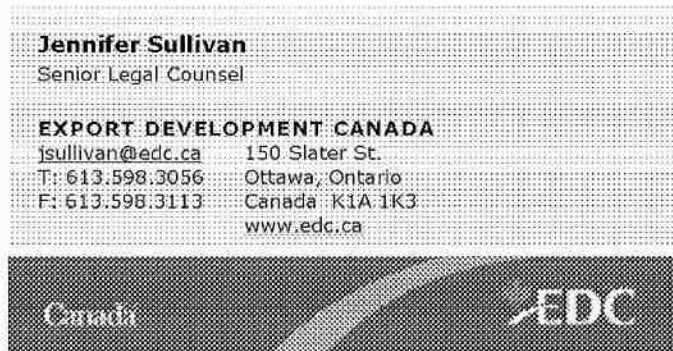 Jennifer Sullivan
Senior Legal Counsel
EXPORT DEVELOPMENT CANADA
jsullivan@edc.ca 150 Slater St.
T: 613.598.3056 Ottawa, Ontario
F: 613.598.3113 Canada K1A 1K3
www.edc.ca
Canada EDC